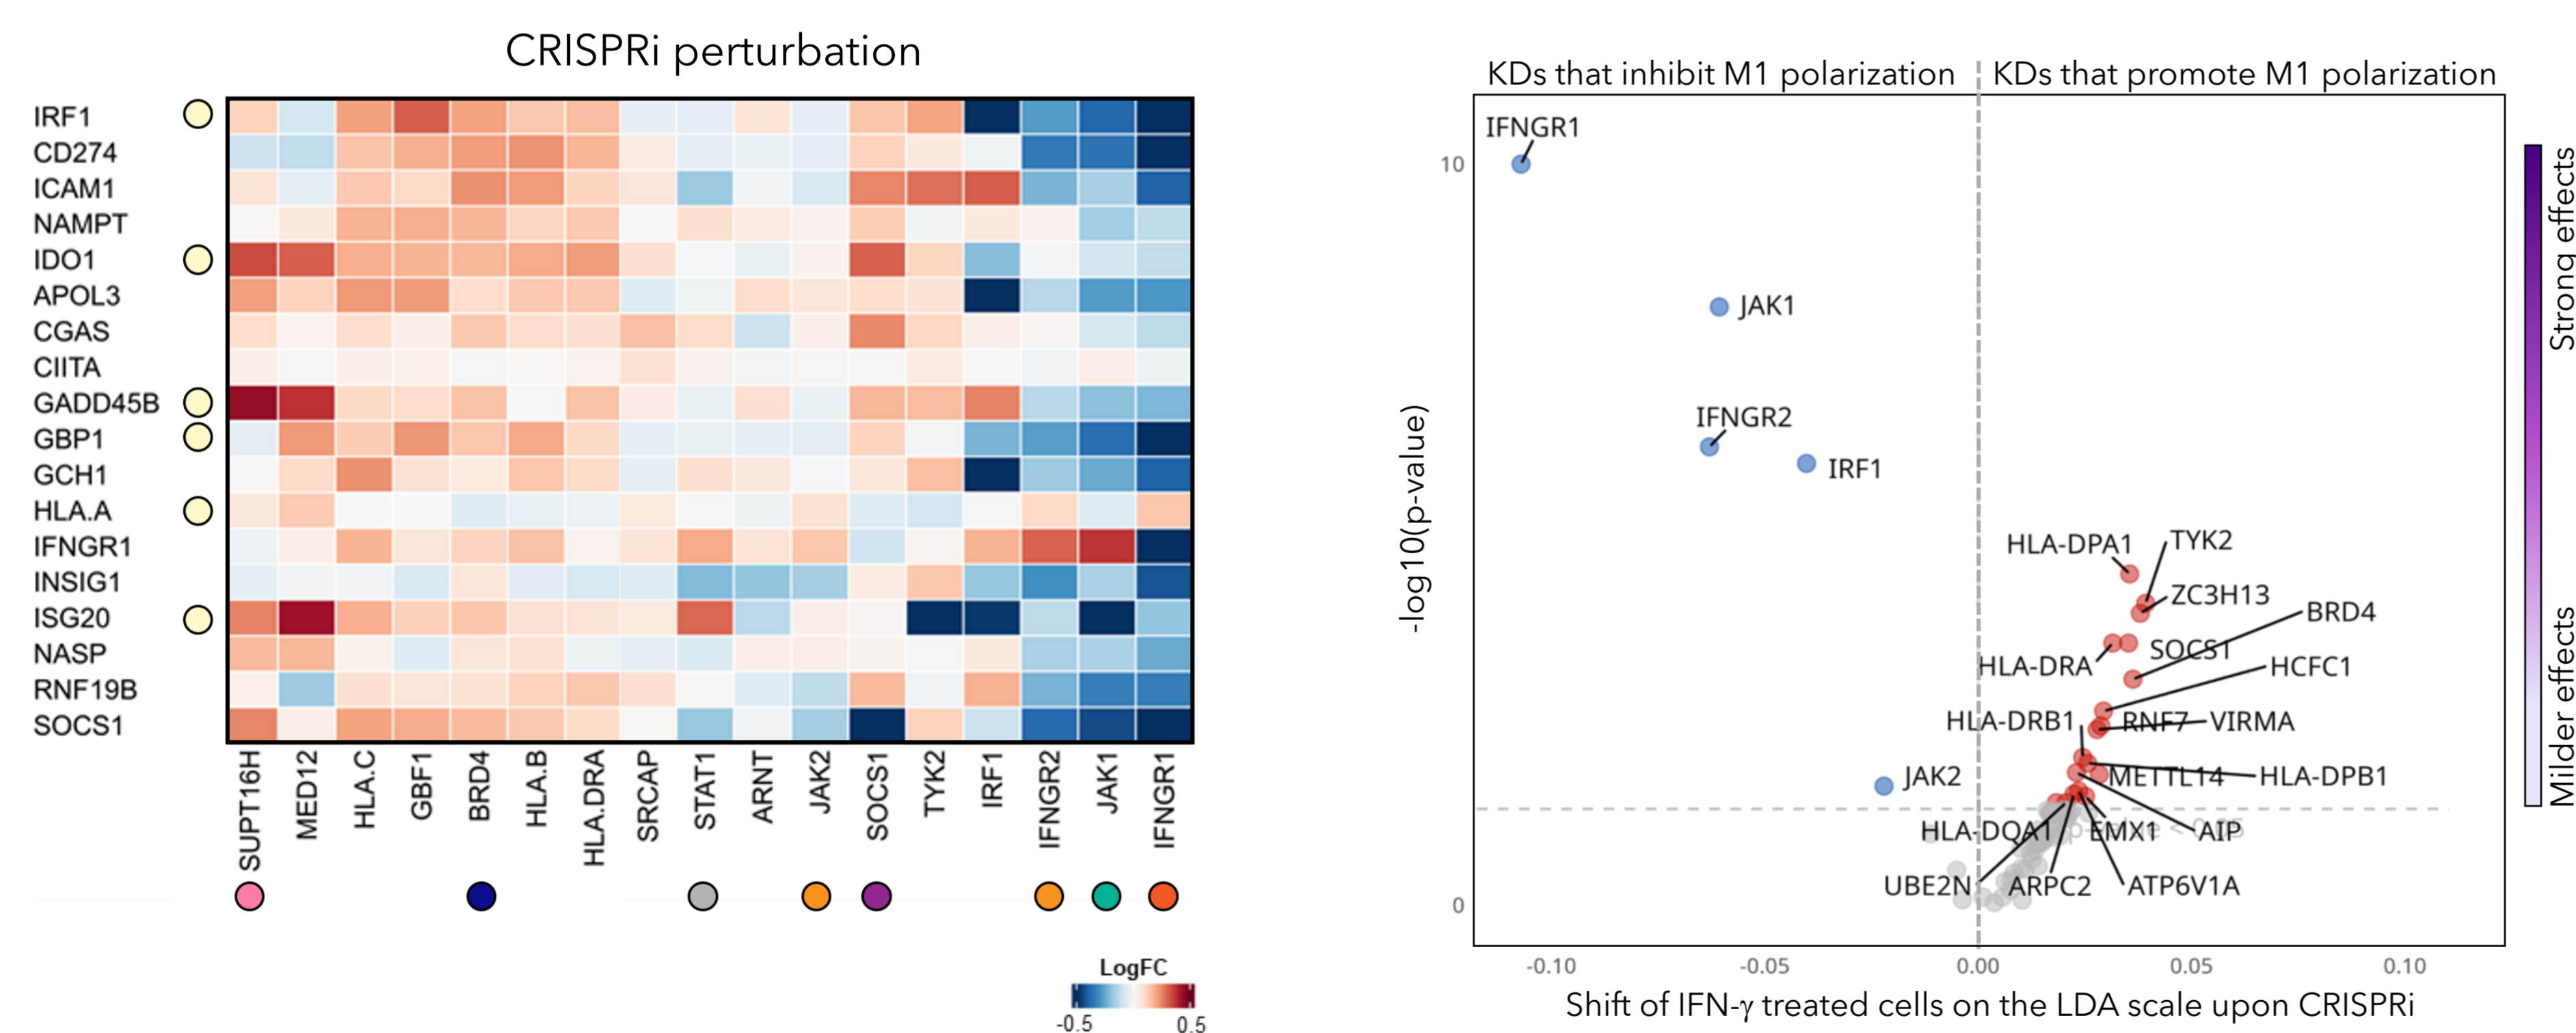 CRISPRi perturbation
IRF1
CD274
ICAM1
NAMPT
IDO1
APOL3
CGAS
CIITA
GADD45B
GBP1
GCH1
HLA.A
IFNGR1
INSIG1
ISG20
NASP
RNF19B
SOCS1
SUPT16H
MED12
HLA.C
GBF1
BRD4
HLA.B
HLA.DRA
SRCAP
STAT1
ARNT
JAK2
SOCS1
TYK2
IRF1
IFNGR2
JAK1
IFNGR1
LogFC
-0.5 0.5
KDs that inhibit M1 polarization
KDs that promote M1 polarization
-log10(p-value)
10
0
IFNGR1
JAK1
IFNGR2
IRF1
HLA-DPA1
TYK2
ZC3H13
BRD4
SOCS1
HLA-DRA
HCFC1
HLA-DRB1
RNF7
VIRMA
JAK2
METTL14
HLA-DPB1
HLA-DQA1
p-value < 0.05
EMX1
AIP
UBE2N
ARPC2
ATP6V1A
-0.10 -0.05 0.00 0.05 0.10
Shift of IFN-γ treated cells on the LDA scale upon CRISPRi
Strong effects
Milder effects